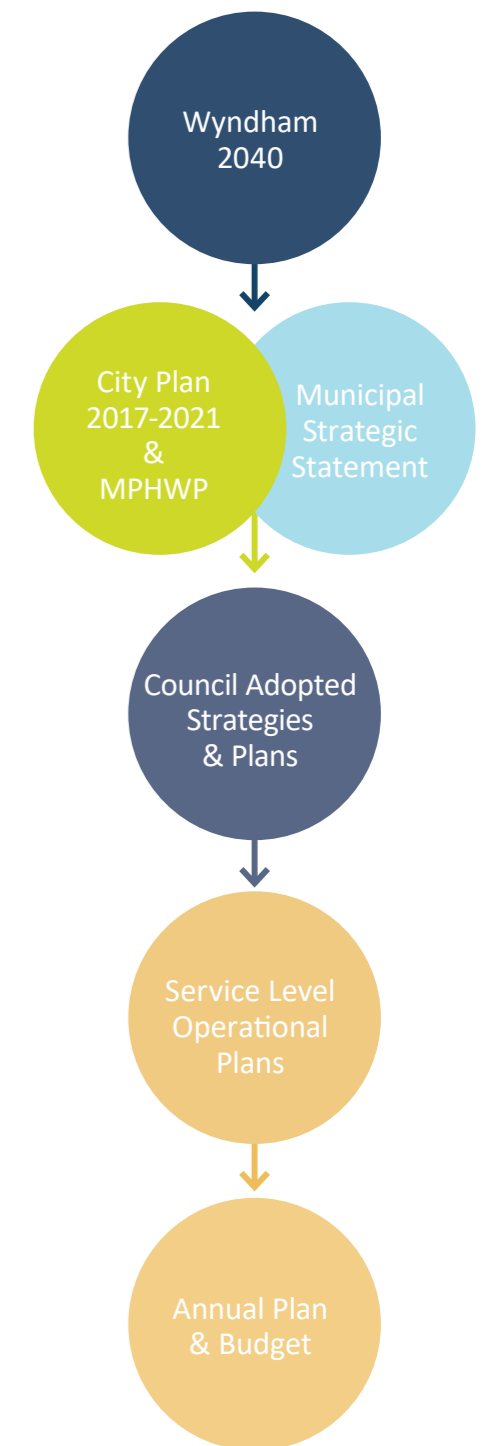 Wyndham
2040
City Plan
2017-2021
&
MPHWP
Municipal
Strategic
Statement
Council Adopted
Strategies
& Plans
Service Level
Operational
Plans
Annual Plan
& Budget